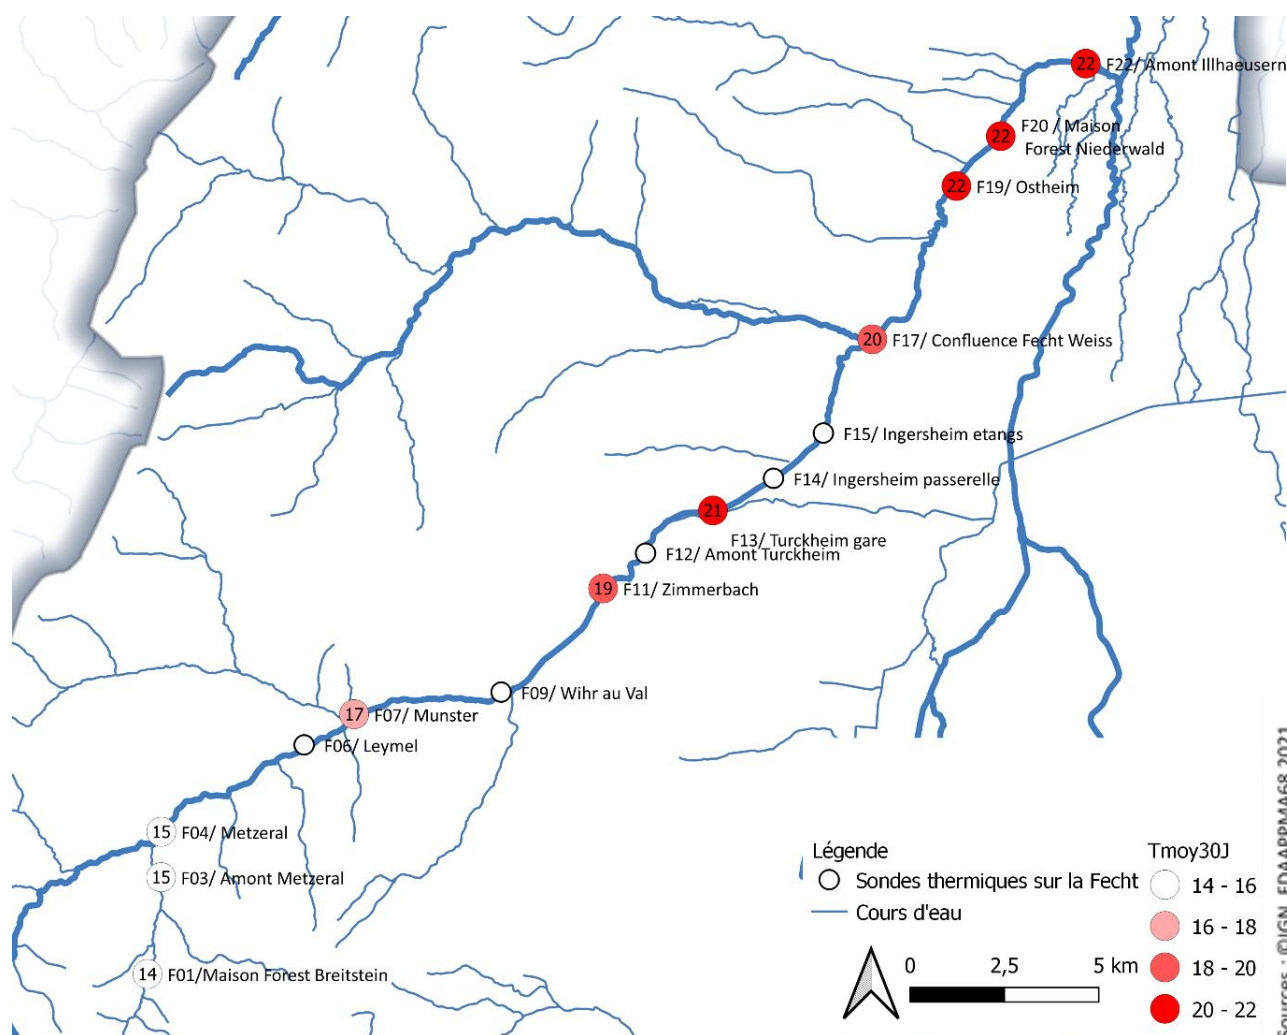 22 F22/ Amont Illhaeusern
22 F20 / Maison
Forest Niederwald
22 F19/ Ostheim
20 F17/ Confluence Fecht Weiss
F15/ Ingersheim etangs
F14/ Ingersheim passerelle
21
F13/ Turckheim gare
F12/ Amont Turckheim
19 F11/ Zimmerbach
F09/ Wihr au Val
17 F07/ Munster
F06/ Leymel
15 F04/ Metzeral
15 F03/ Amont Metzeral
14 F01/Maison Forest Breitstein
Légende
Sondes thermiques sur la Fecht
Cours d'eau
0 2,5 5 km
Tmoy30J
14 - 16
16 - 18
18 - 20
20 - 22
Sources : ©IGN, FDAAPPMA68 2021